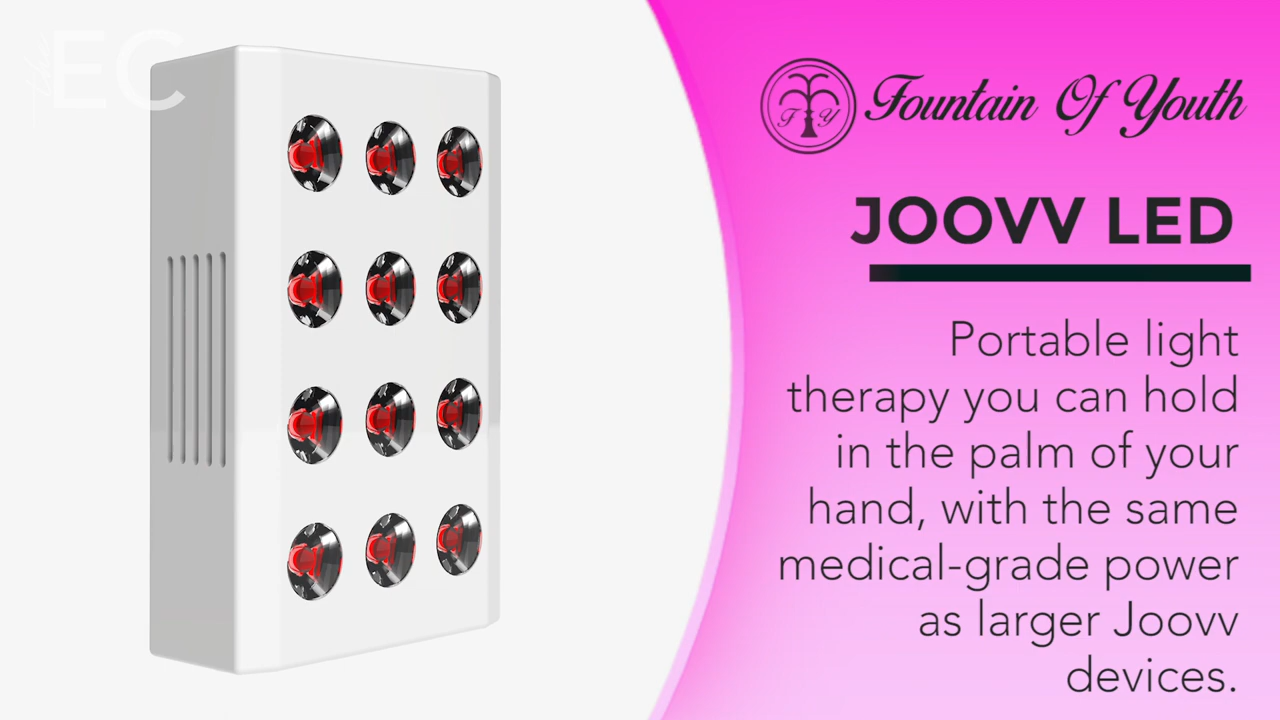 EC
Fountain Of Youth
F Y
JOOVV LED
Portable light
therapy you can hold
in the palm of your
hand, with the same
medical-grade power
as larger Joovv
devices.